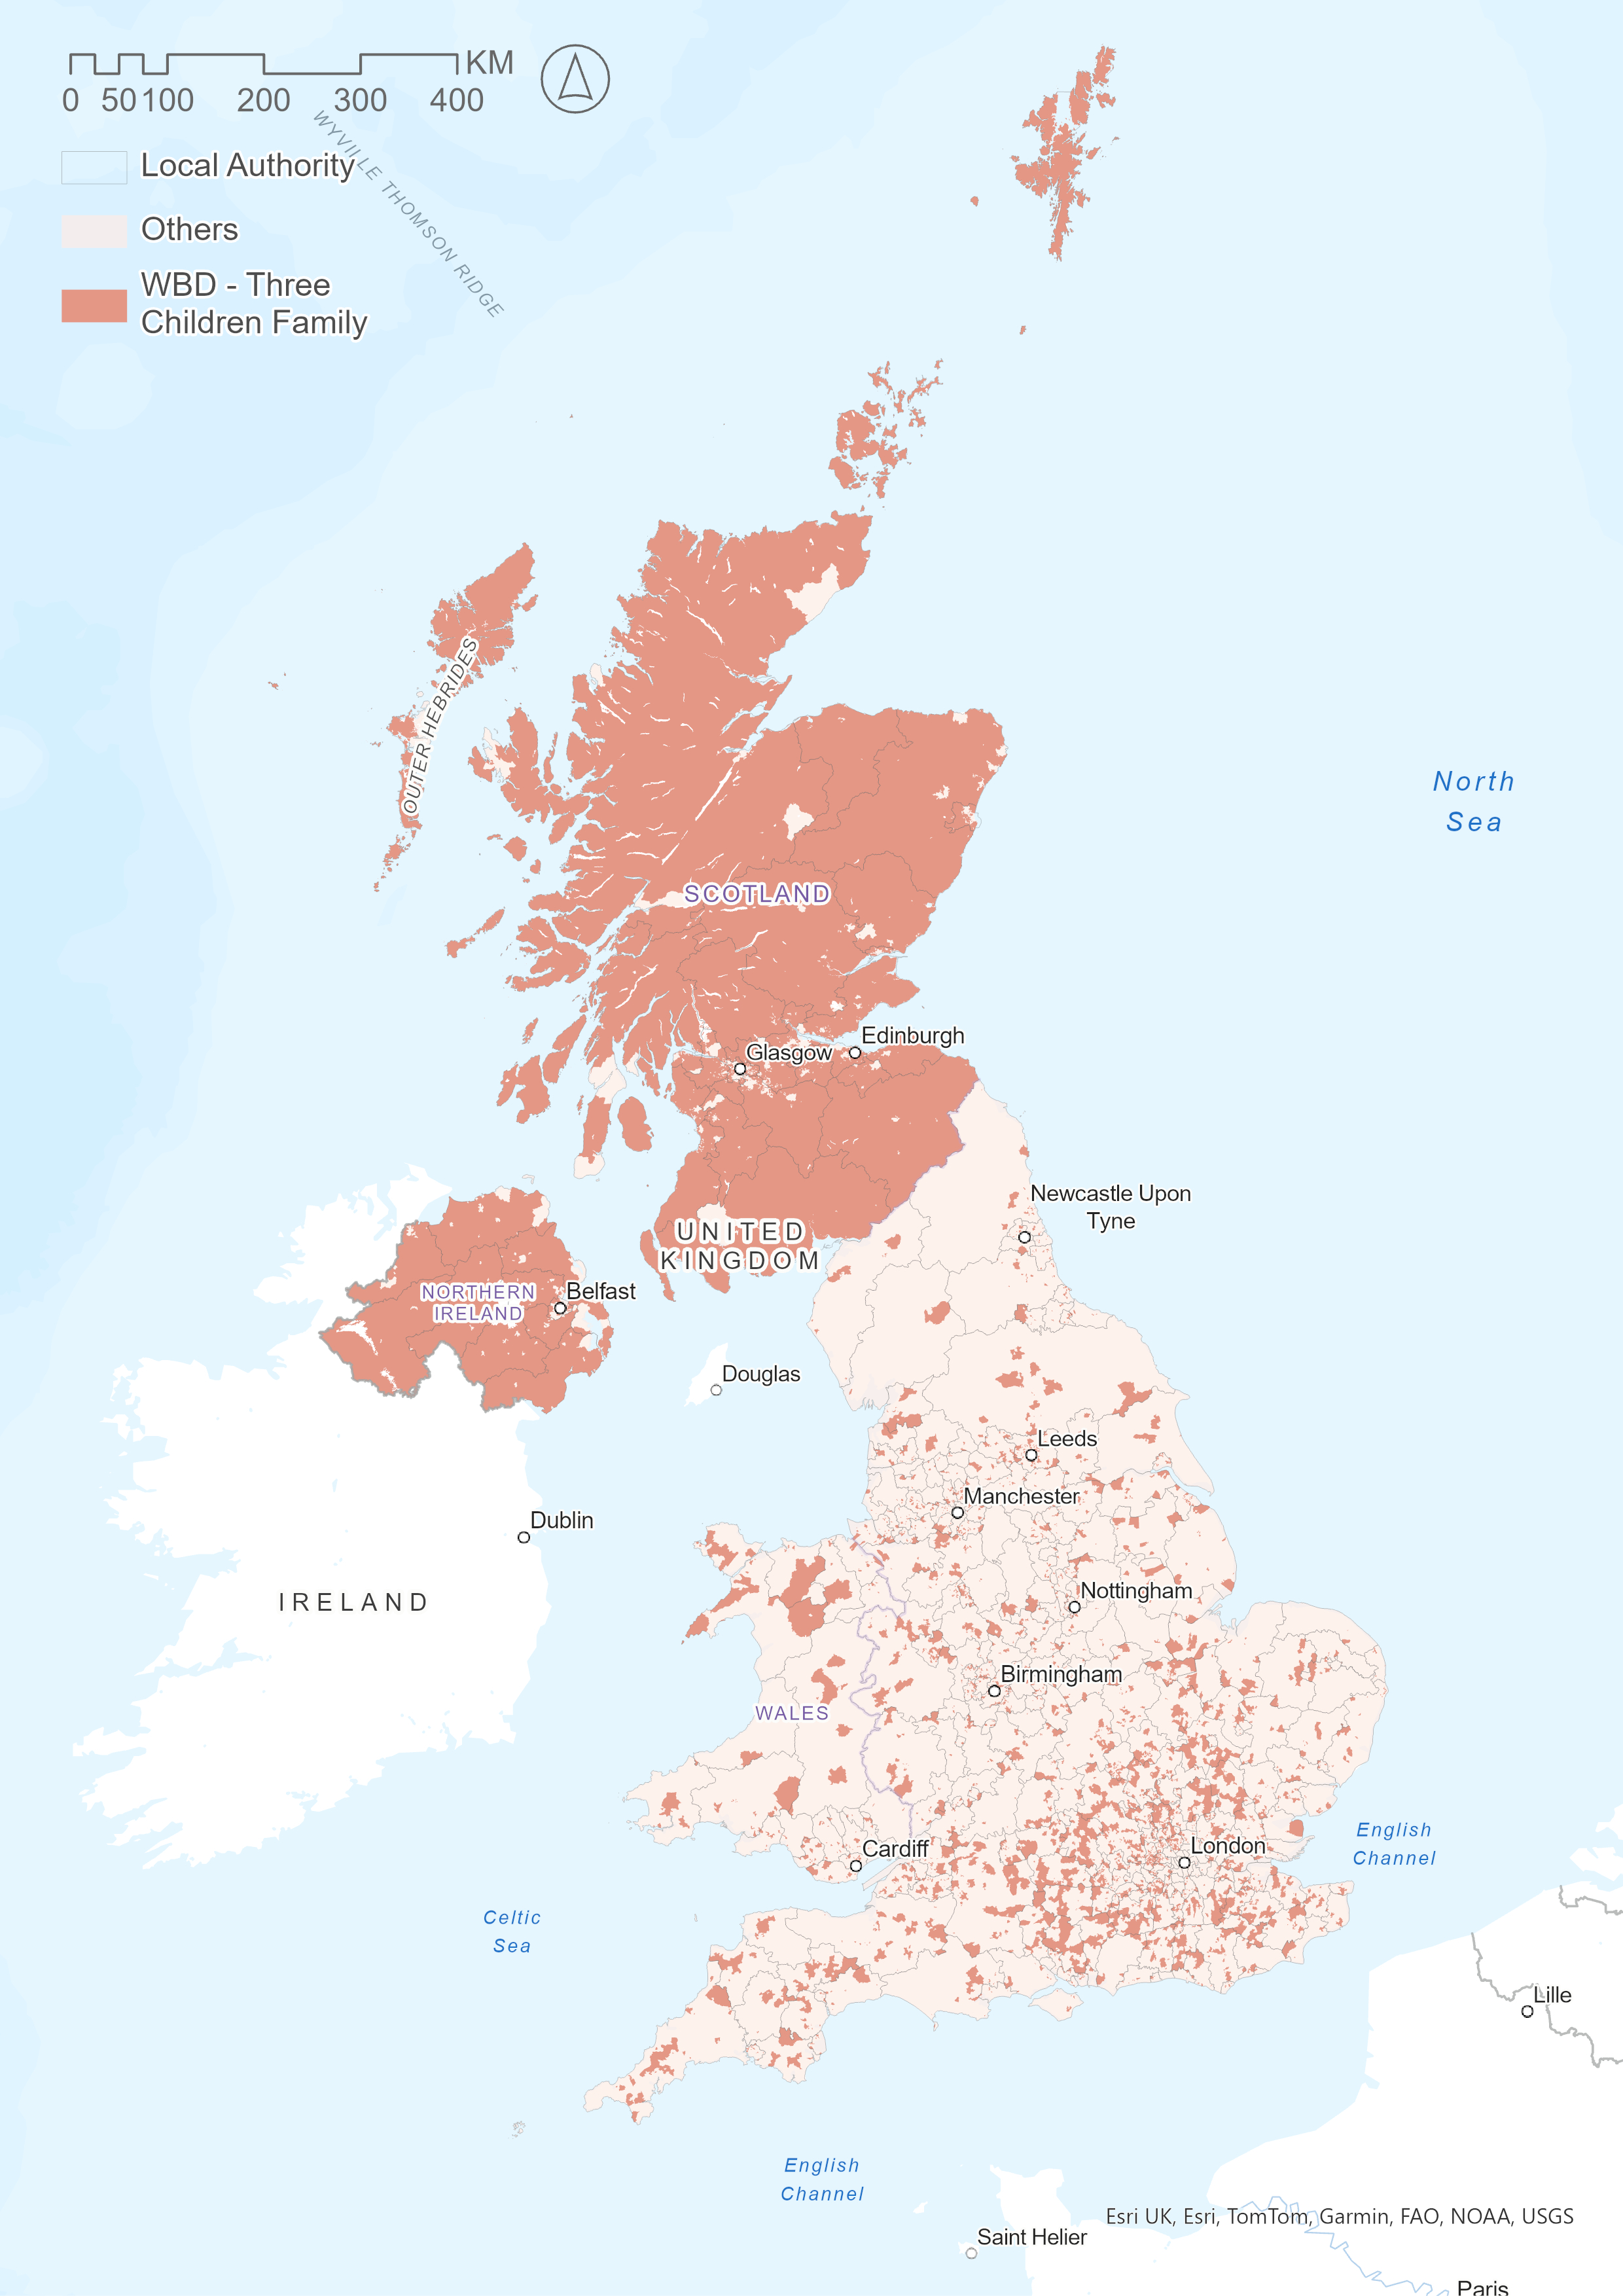 KM
0 50 100 200 300 400
WYVILLE THOMSON RIDGE
Local Authority
Others
WBD - Three
Children Family
OUTER HEBRIDES
North
Sea
SCOTLAND
Edinburgh
Glasgow
Newcastle Upon
Tyne
UNITED
KINGDOM
NORTHERN
IRELAND
Belfast
Douglas
Leeds
Manchester
Dublin
IRELAND
Nottingham
Birmingham
WALES
English
Channel
London
Cardiff
Celtic
Sea
Lille
English
Channel
Esri UK, Esri, TomTom, Garmin, FAO, NOAA, USGS
Saint Helier
Paris